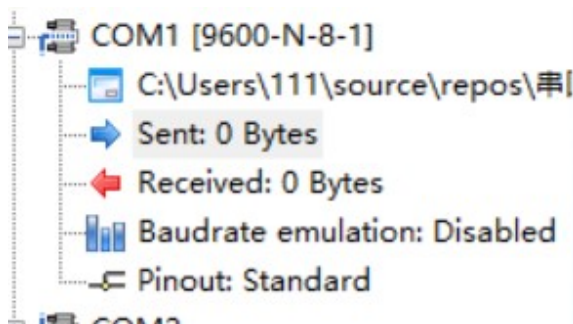 COM1 [9600-N-8-1]
C:\Users\111\source\repos\串
Sent: 0 Bytes
Received: 0 Bytes
Baudrate emulation: Disabled
Pinout: Standard
COM2